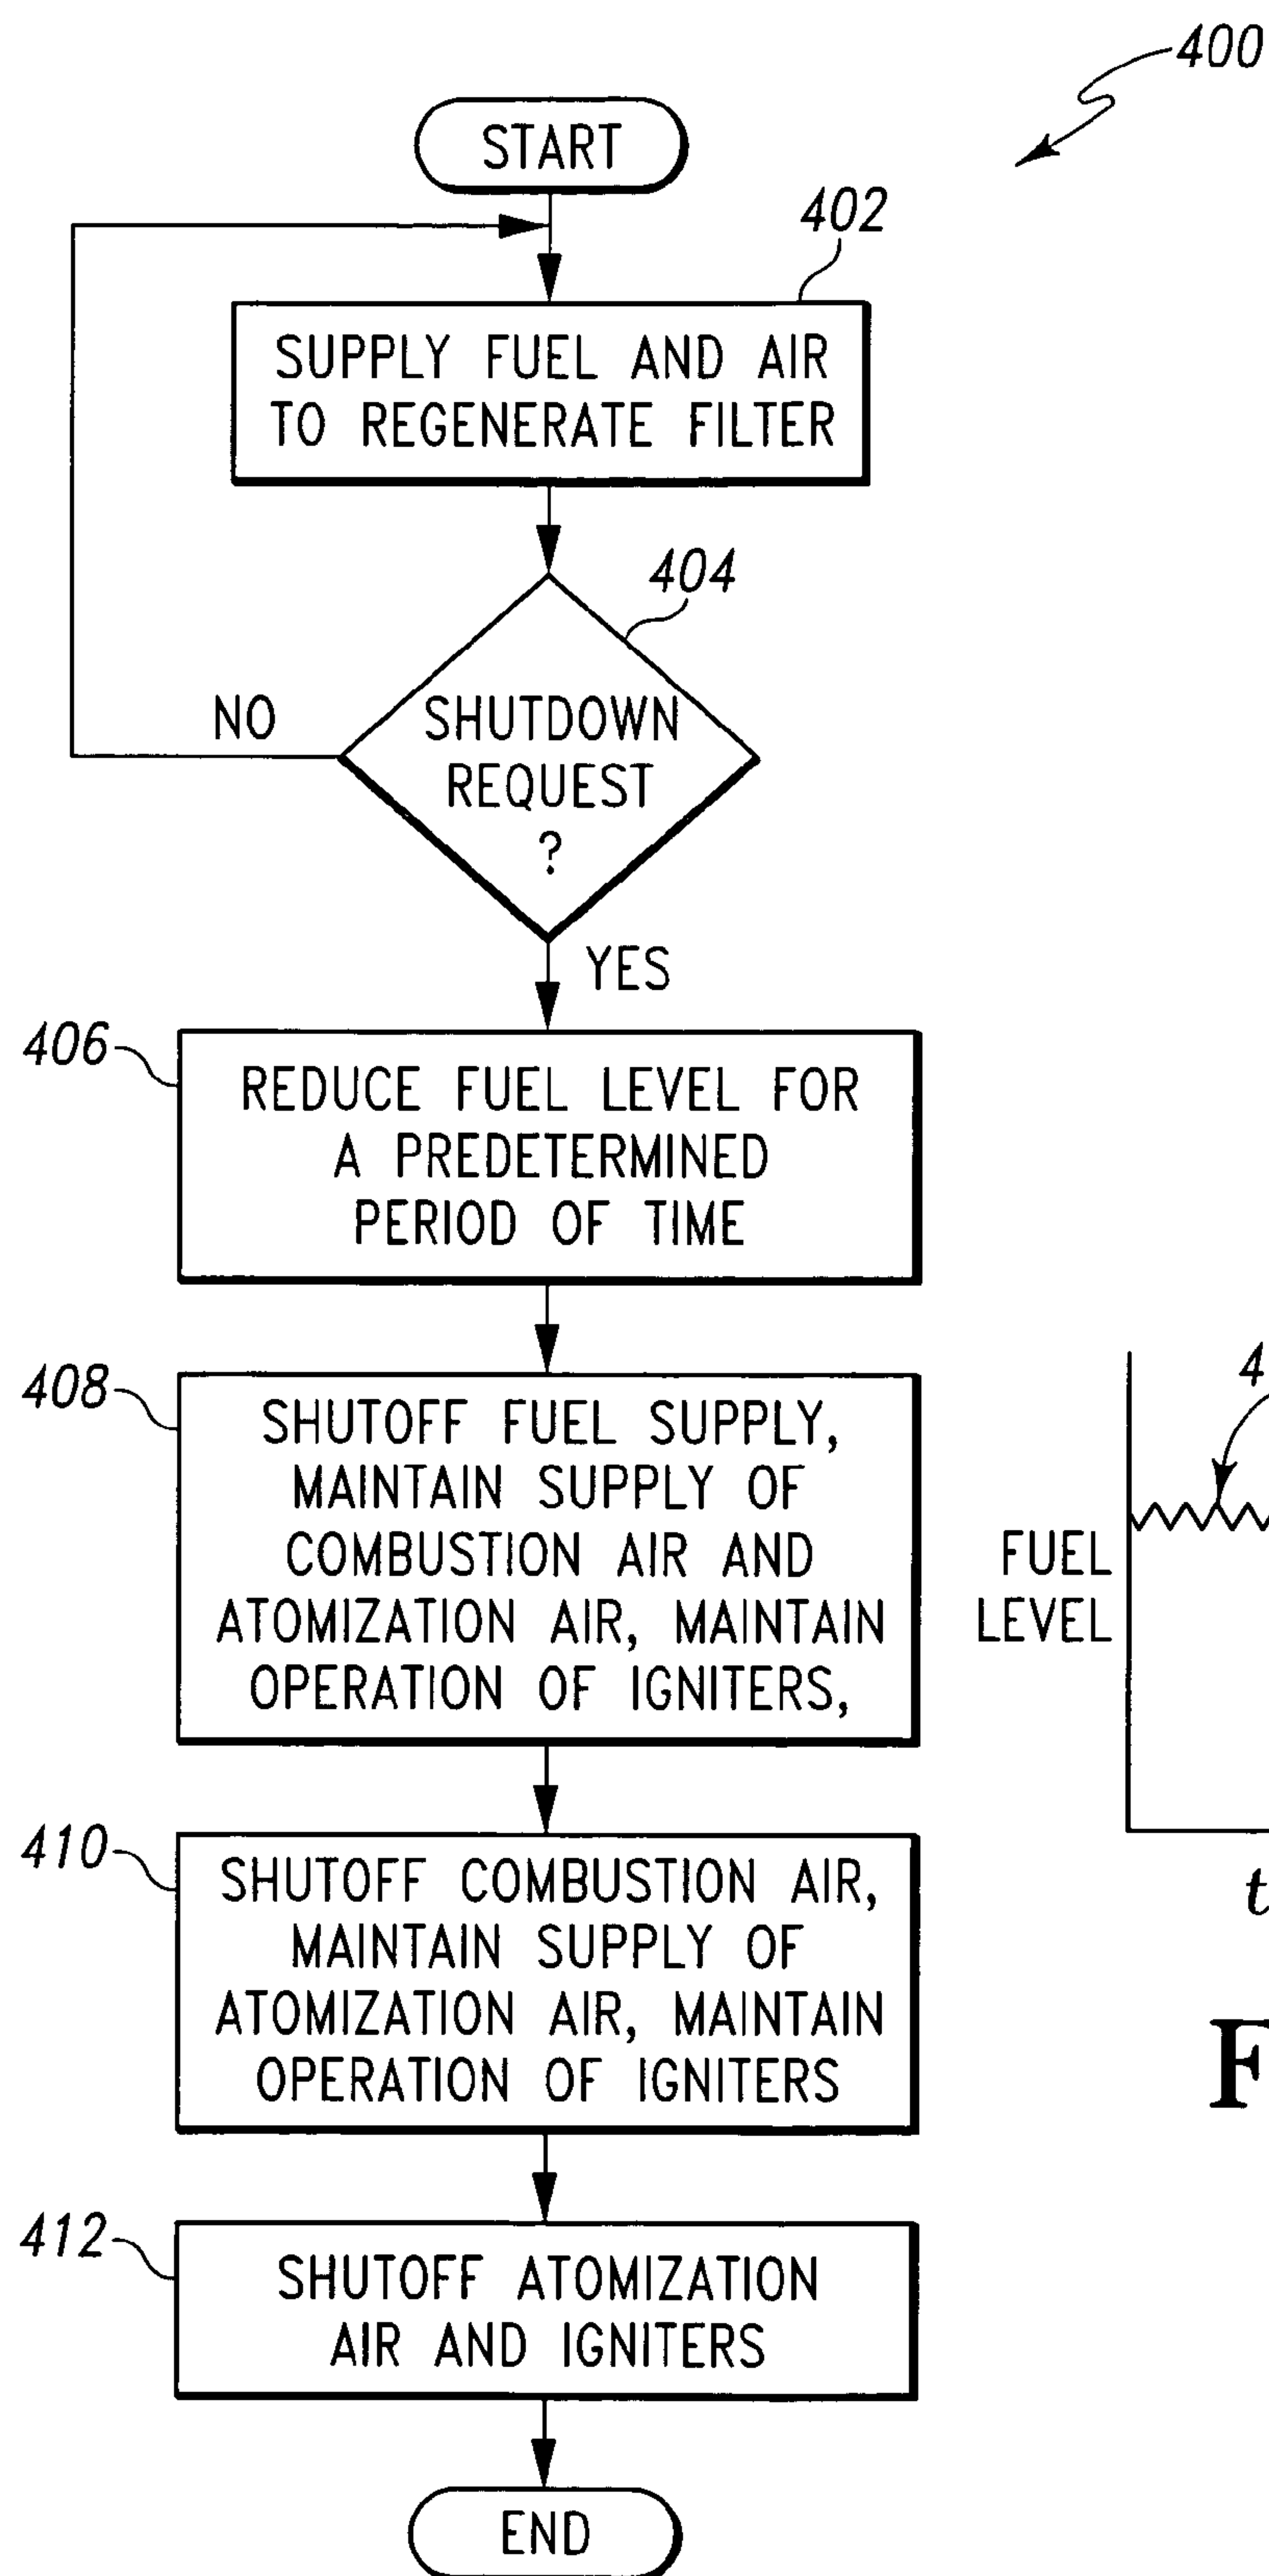 400
START
402
SUPPLY FUEL AND AIR
TO REGENERATE FILTER
404
NO
SHUTDOWN
REQUEST
?
YES
406
REDUCE FUEL LEVEL FOR
A PREDETERMINED
PERIOD OF TIME
408
SHUTOFF FUEL SUPPLY,
MAINTAIN SUPPLY OF
COMBUSTION AIR AND
ATOMIZATION AIR, MAINTAIN
OPERATION OF IGNITERS,
410
SHUTOFF COMBUSTION AIR,
MAINTAIN SUPPLY OF
ATOMIZATION AIR, MAINTAIN
OPERATION OF IGNITERS
412
SHUTOFF ATOMIZATION
AIR AND IGNITERS
END
4
FUEL
LEVEL
t
F